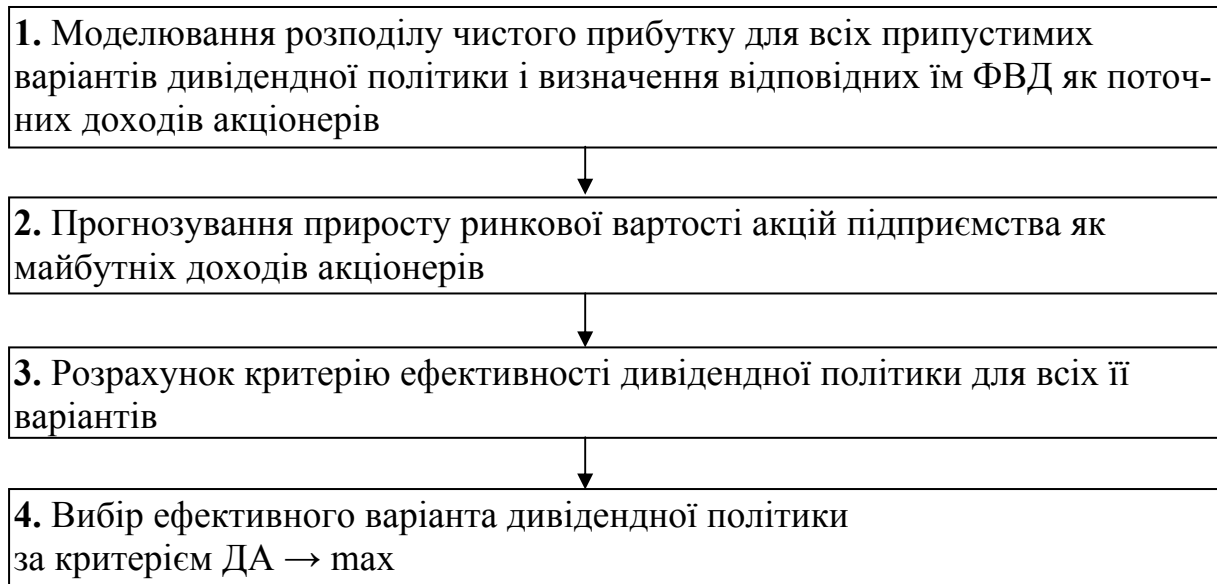 1. Моделювання розподілу чистого прибутку для всіх припустимих
варіантів дивідендної політики і визначення відповідних їм ФВД як поточ-
них доходів акціонерів
2. Прогнозування приросту ринкової вартості акцій підприємства як
майбутніх доходів акціонерів
3. Розрахунок критерію ефективності дивідендної політики для всіх її
варіантів
4. Вибір ефективного варіанта дивідендної політики
за критерієм ДА → max